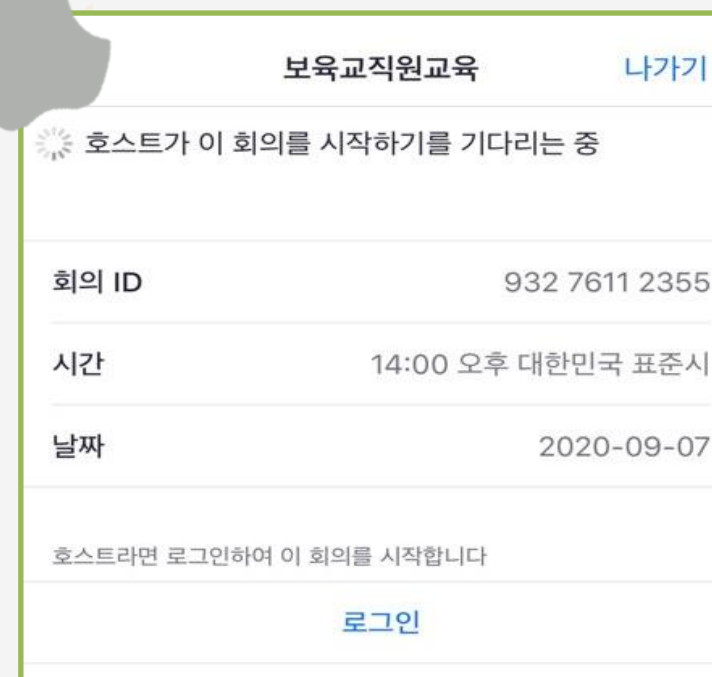 보육교직원교육 나가기
호스트가 이 회의를 시작하기를 기다리는 중
회의 ID 932 7611 2355
시간 14:00 오후 대한민국 표준시
날짜 2020-09-07
호스트라면 로그인하여 이 회의를 시작합니다
로그인